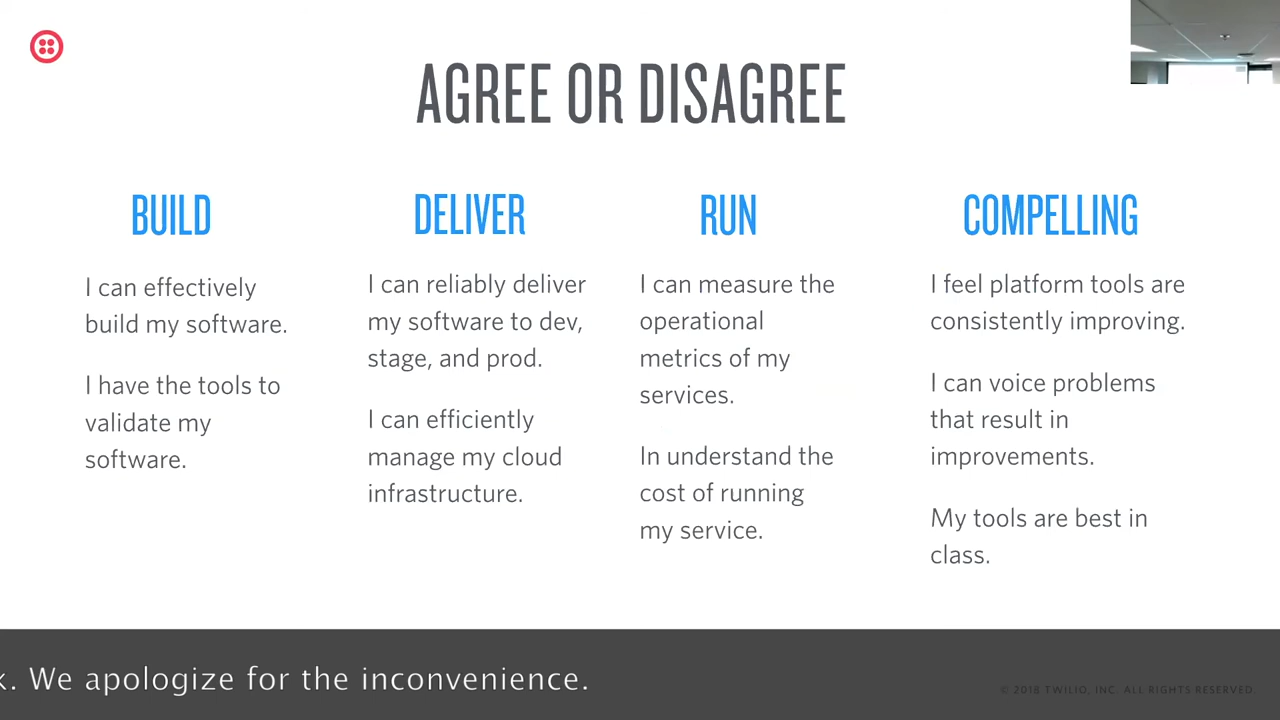 AGREE OR DISAGREE
BUILD
I can effectively
build my software.
I have the tools to
validate my
software.
DELIVER
I can reliably deliver
my software to dev,
stage, and prod.
I can efficiently
manage my cloud
infrastructure.
RUN
I can measure the
operational
metrics of my
services.
In understand the
cost of running
my service.
COMPELLING
I feel platform tools are
consistently improving.
I can voice problems
that result in
improvements.
My tools are best in
class.
We apologize for the inconvenience.
© 2018 TWILIO, INC. ALL RIGHTS RESERVED.